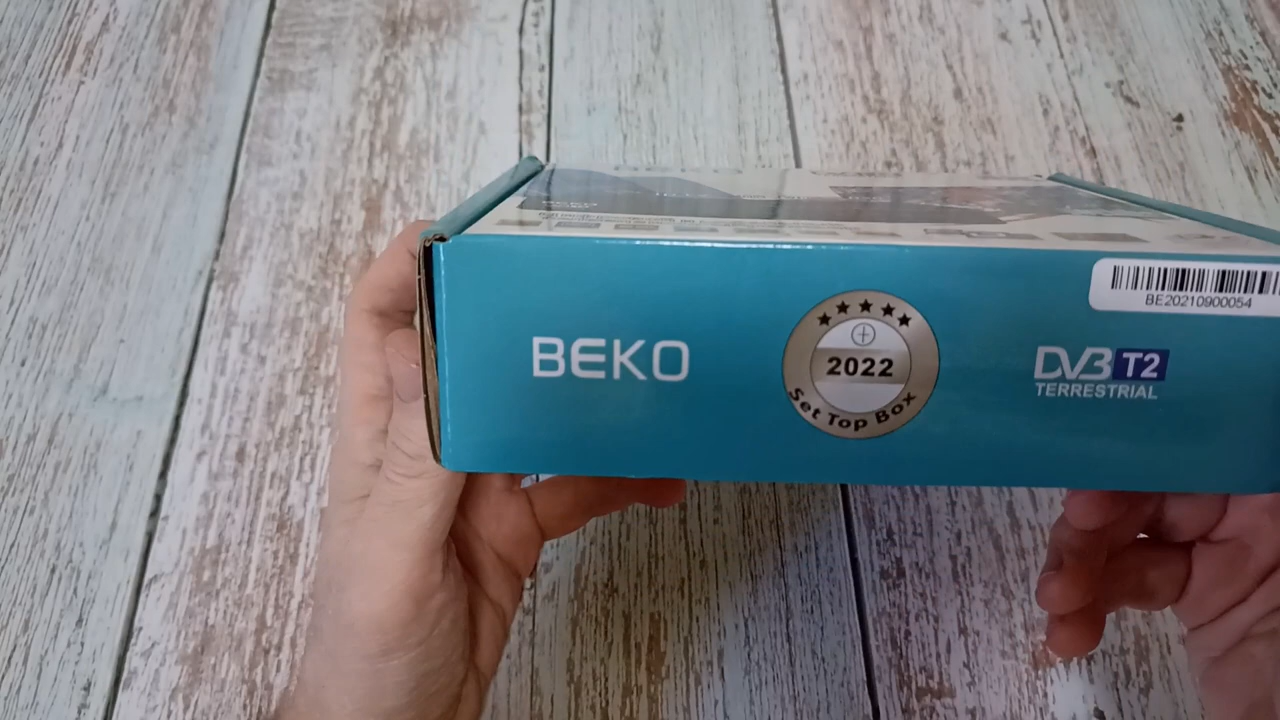 BE20210900054
BEKO
2022
Set Top Box
DVB T2
TERRESTRIAL